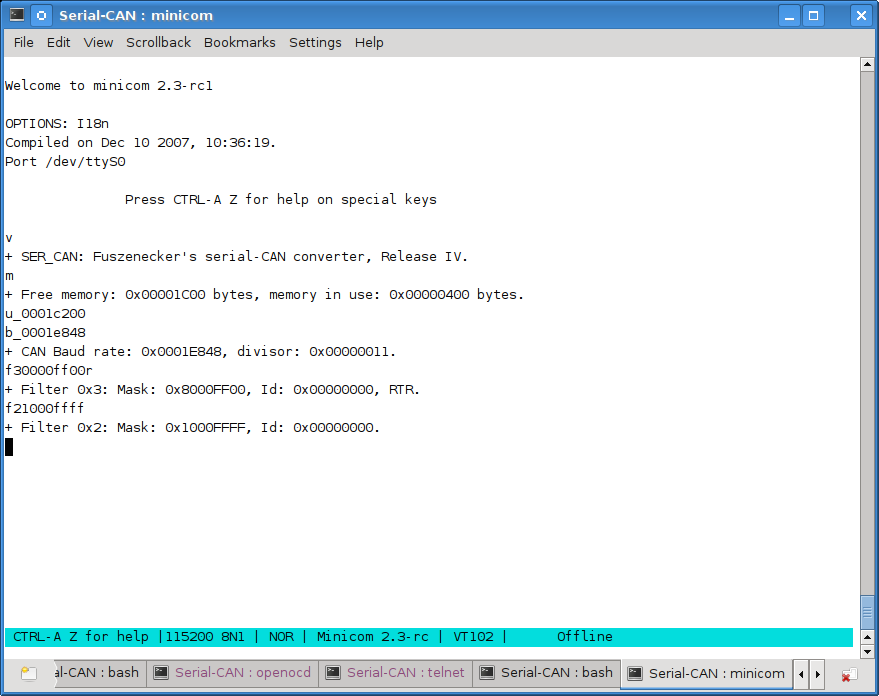 Serial-CAN : minicom
File Edit View Scrollback Bookmarks Settings Help
Welcome to minicom 2.3-rc1
OPTIONS: I18n
Compiled on Dec 10 2007, 10:36:19.
Port /dev/ttyS0
Press CTRL-A Z for help on special keys
v
+ SER_CAN: Fuszenecker's serial-CAN converter, Release IV.
m
+ Free memory: 0x00001C00 bytes, memory in use: 0x00000400 bytes.
u_0001c200
b_0001e848
+ CAN Baud rate: 0x0001E848, divisor: 0x00000011.
f30000ff00r
+ Filter 0x3: Mask: 0x8000FF00, Id: 0x00000000, RTR.
f21000ffff
+ Filter 0x2: Mask: 0x1000FFFF, Id: 0x00000000.
CTRL-A Z for help |115200 8N1 | NOR | Minicom 2.3-rc | VT102 | Offline
al-CAN : bash Serial-CAN : openocd Serial-CAN : telnet Serial-CAN : bash Serial-CAN : minicom